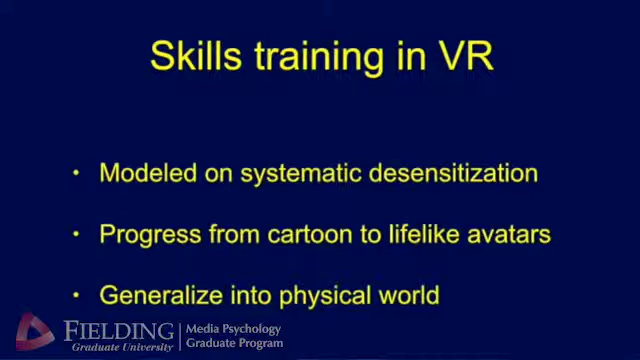 Skills training in VR
• Modeled on systematic desensitization
• Progress from cartoon to lifelike avatars
• Generalize into physical world
FIELDING
Graduate University
Media Psychology
Graduate Program